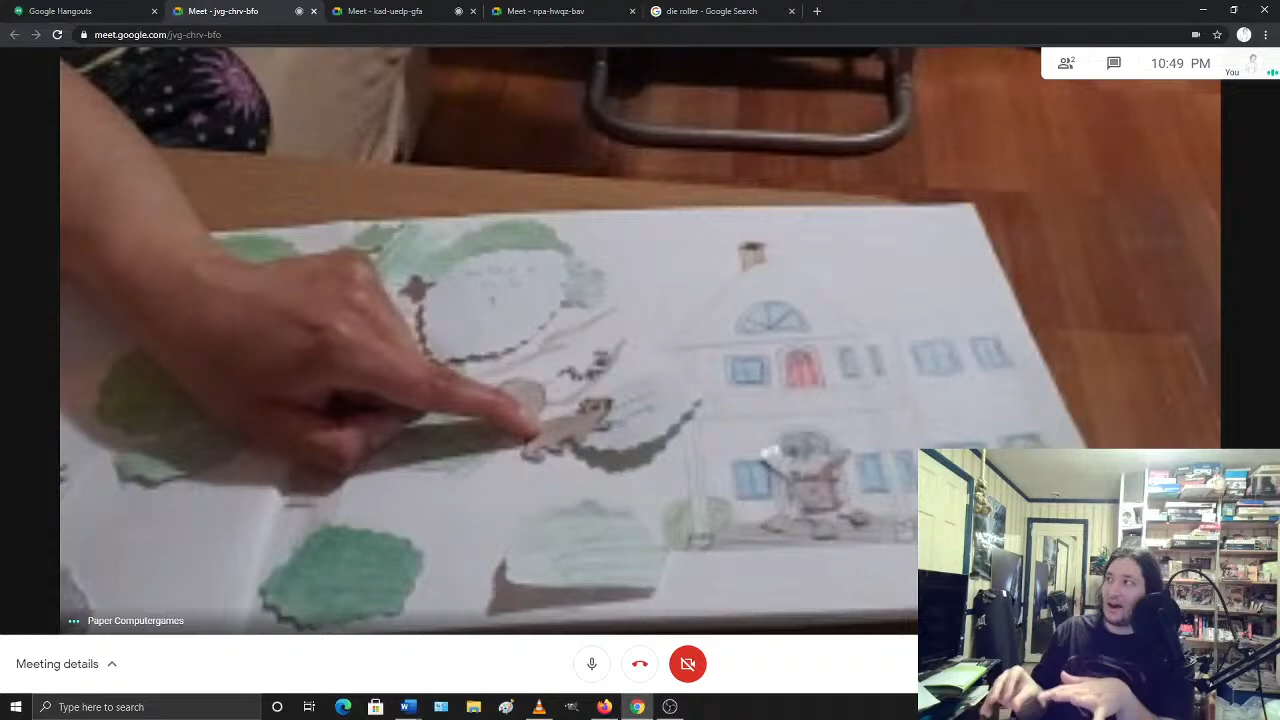 Google Hangouts
Meet - jvg-chrv-bfo
Meet - kad-uedp-gfa
Meet - npa-hwqz-bav
die roller - Google Search
meet.google.com/jvg-chrv-bfo
2
10:49 PM
You
Paper Computergames
Meeting details
Type here to search